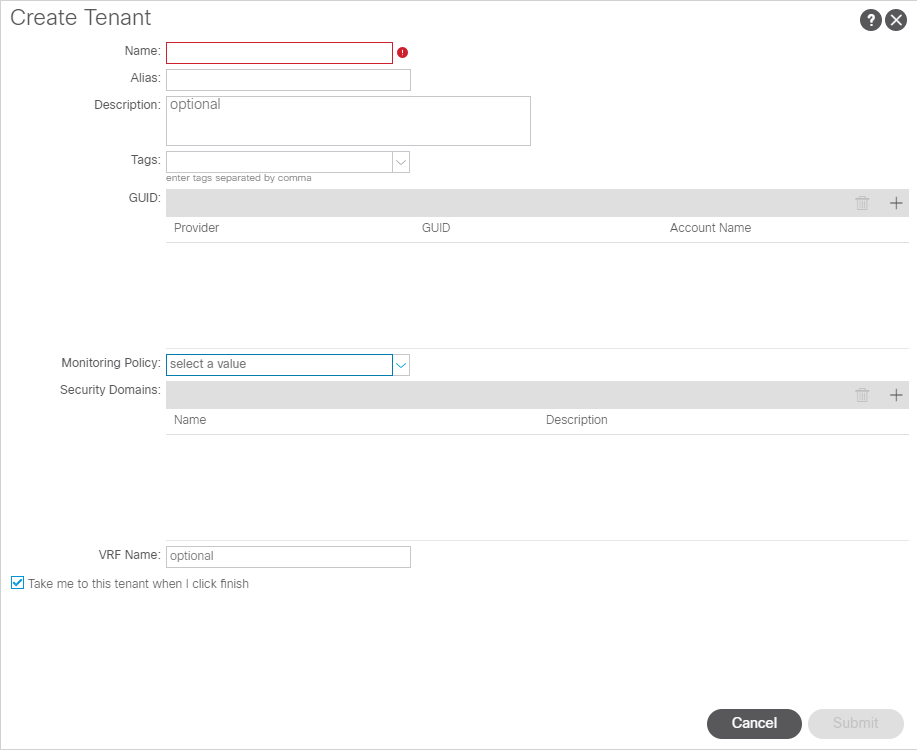 Create Tenant
?
Name:
!
Alias:
Description: optional
Tags:
enter tags separated by comma
GUID:
Provider GUID Account Name
Monitoring Policy: select a value
Security Domains:
Name Description
VRF Name: optional
Take me to this tenant when I click finish
Cancel Submit